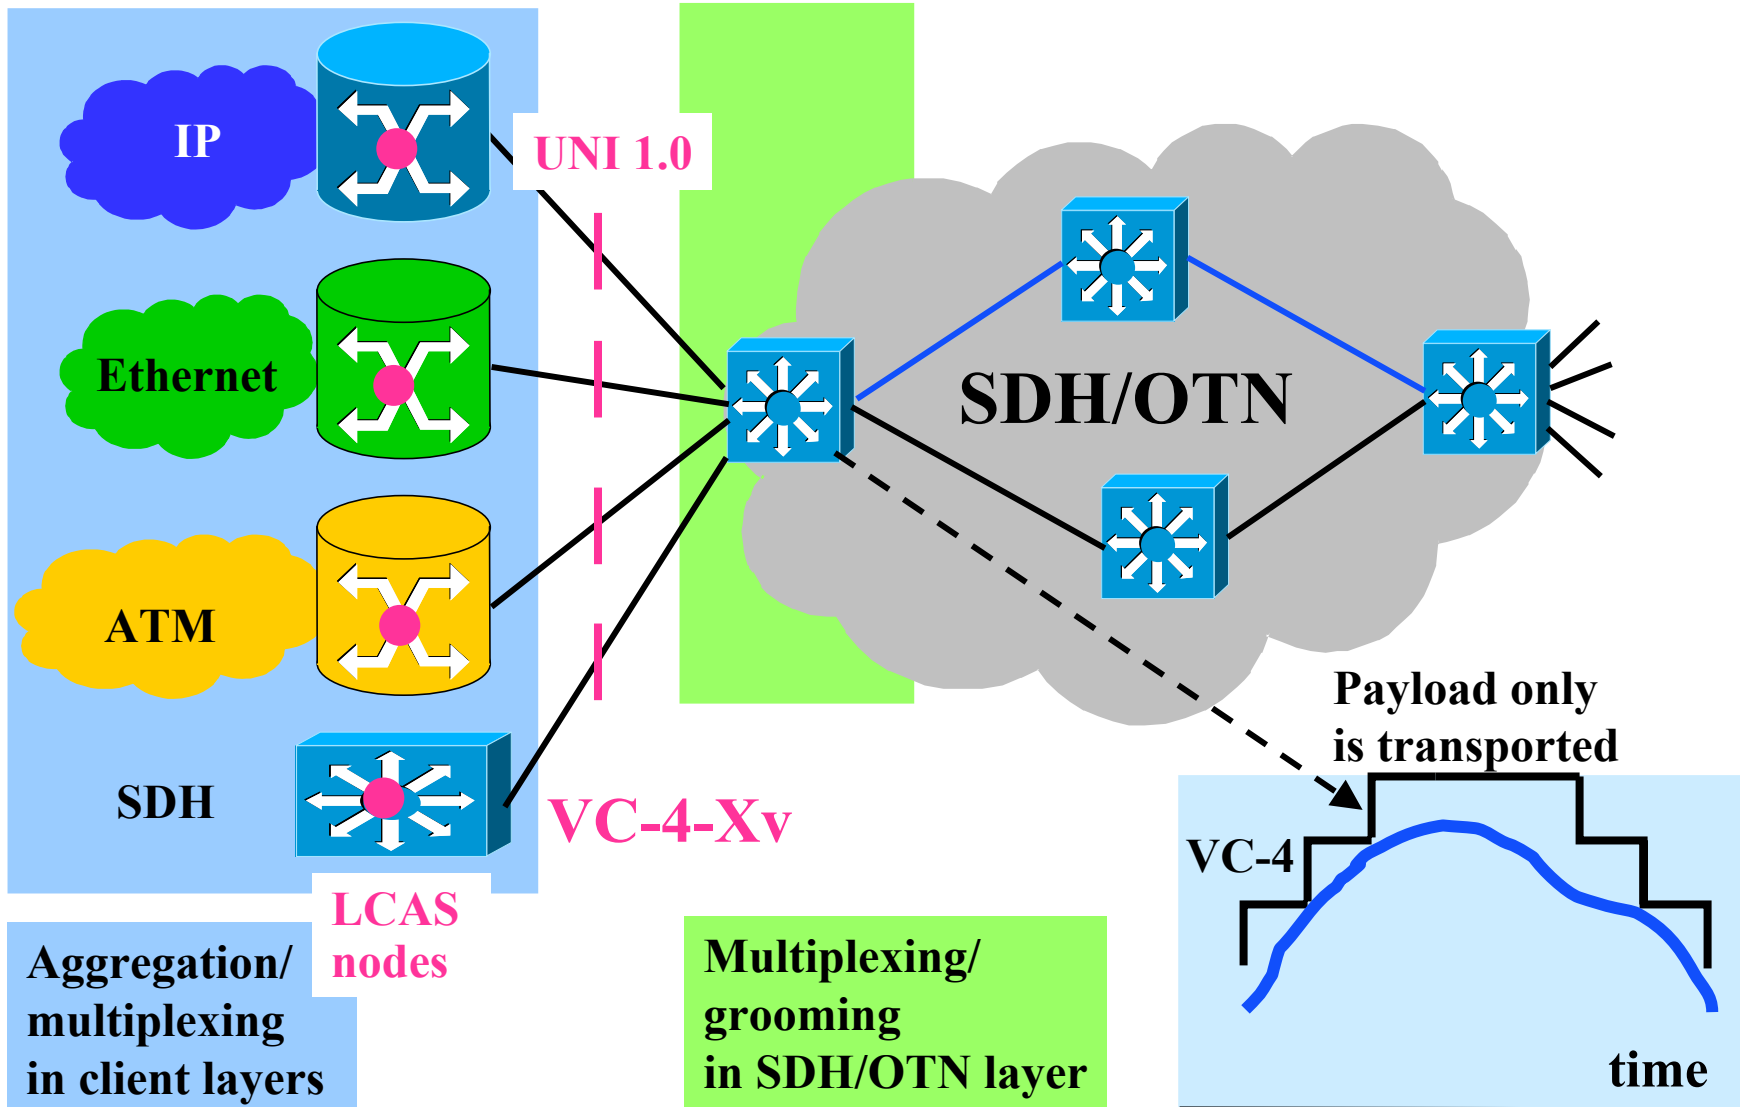 IP
UNI 1.0
Ethernet
SDH/OTN
ATM
Payload only
is transported
SDH
VC-4-Xv
VC-4
LCAS
nodes
Aggregation/
multiplexing
in client layers
Multiplexing/
grooming
in SDH/OTN layer
time